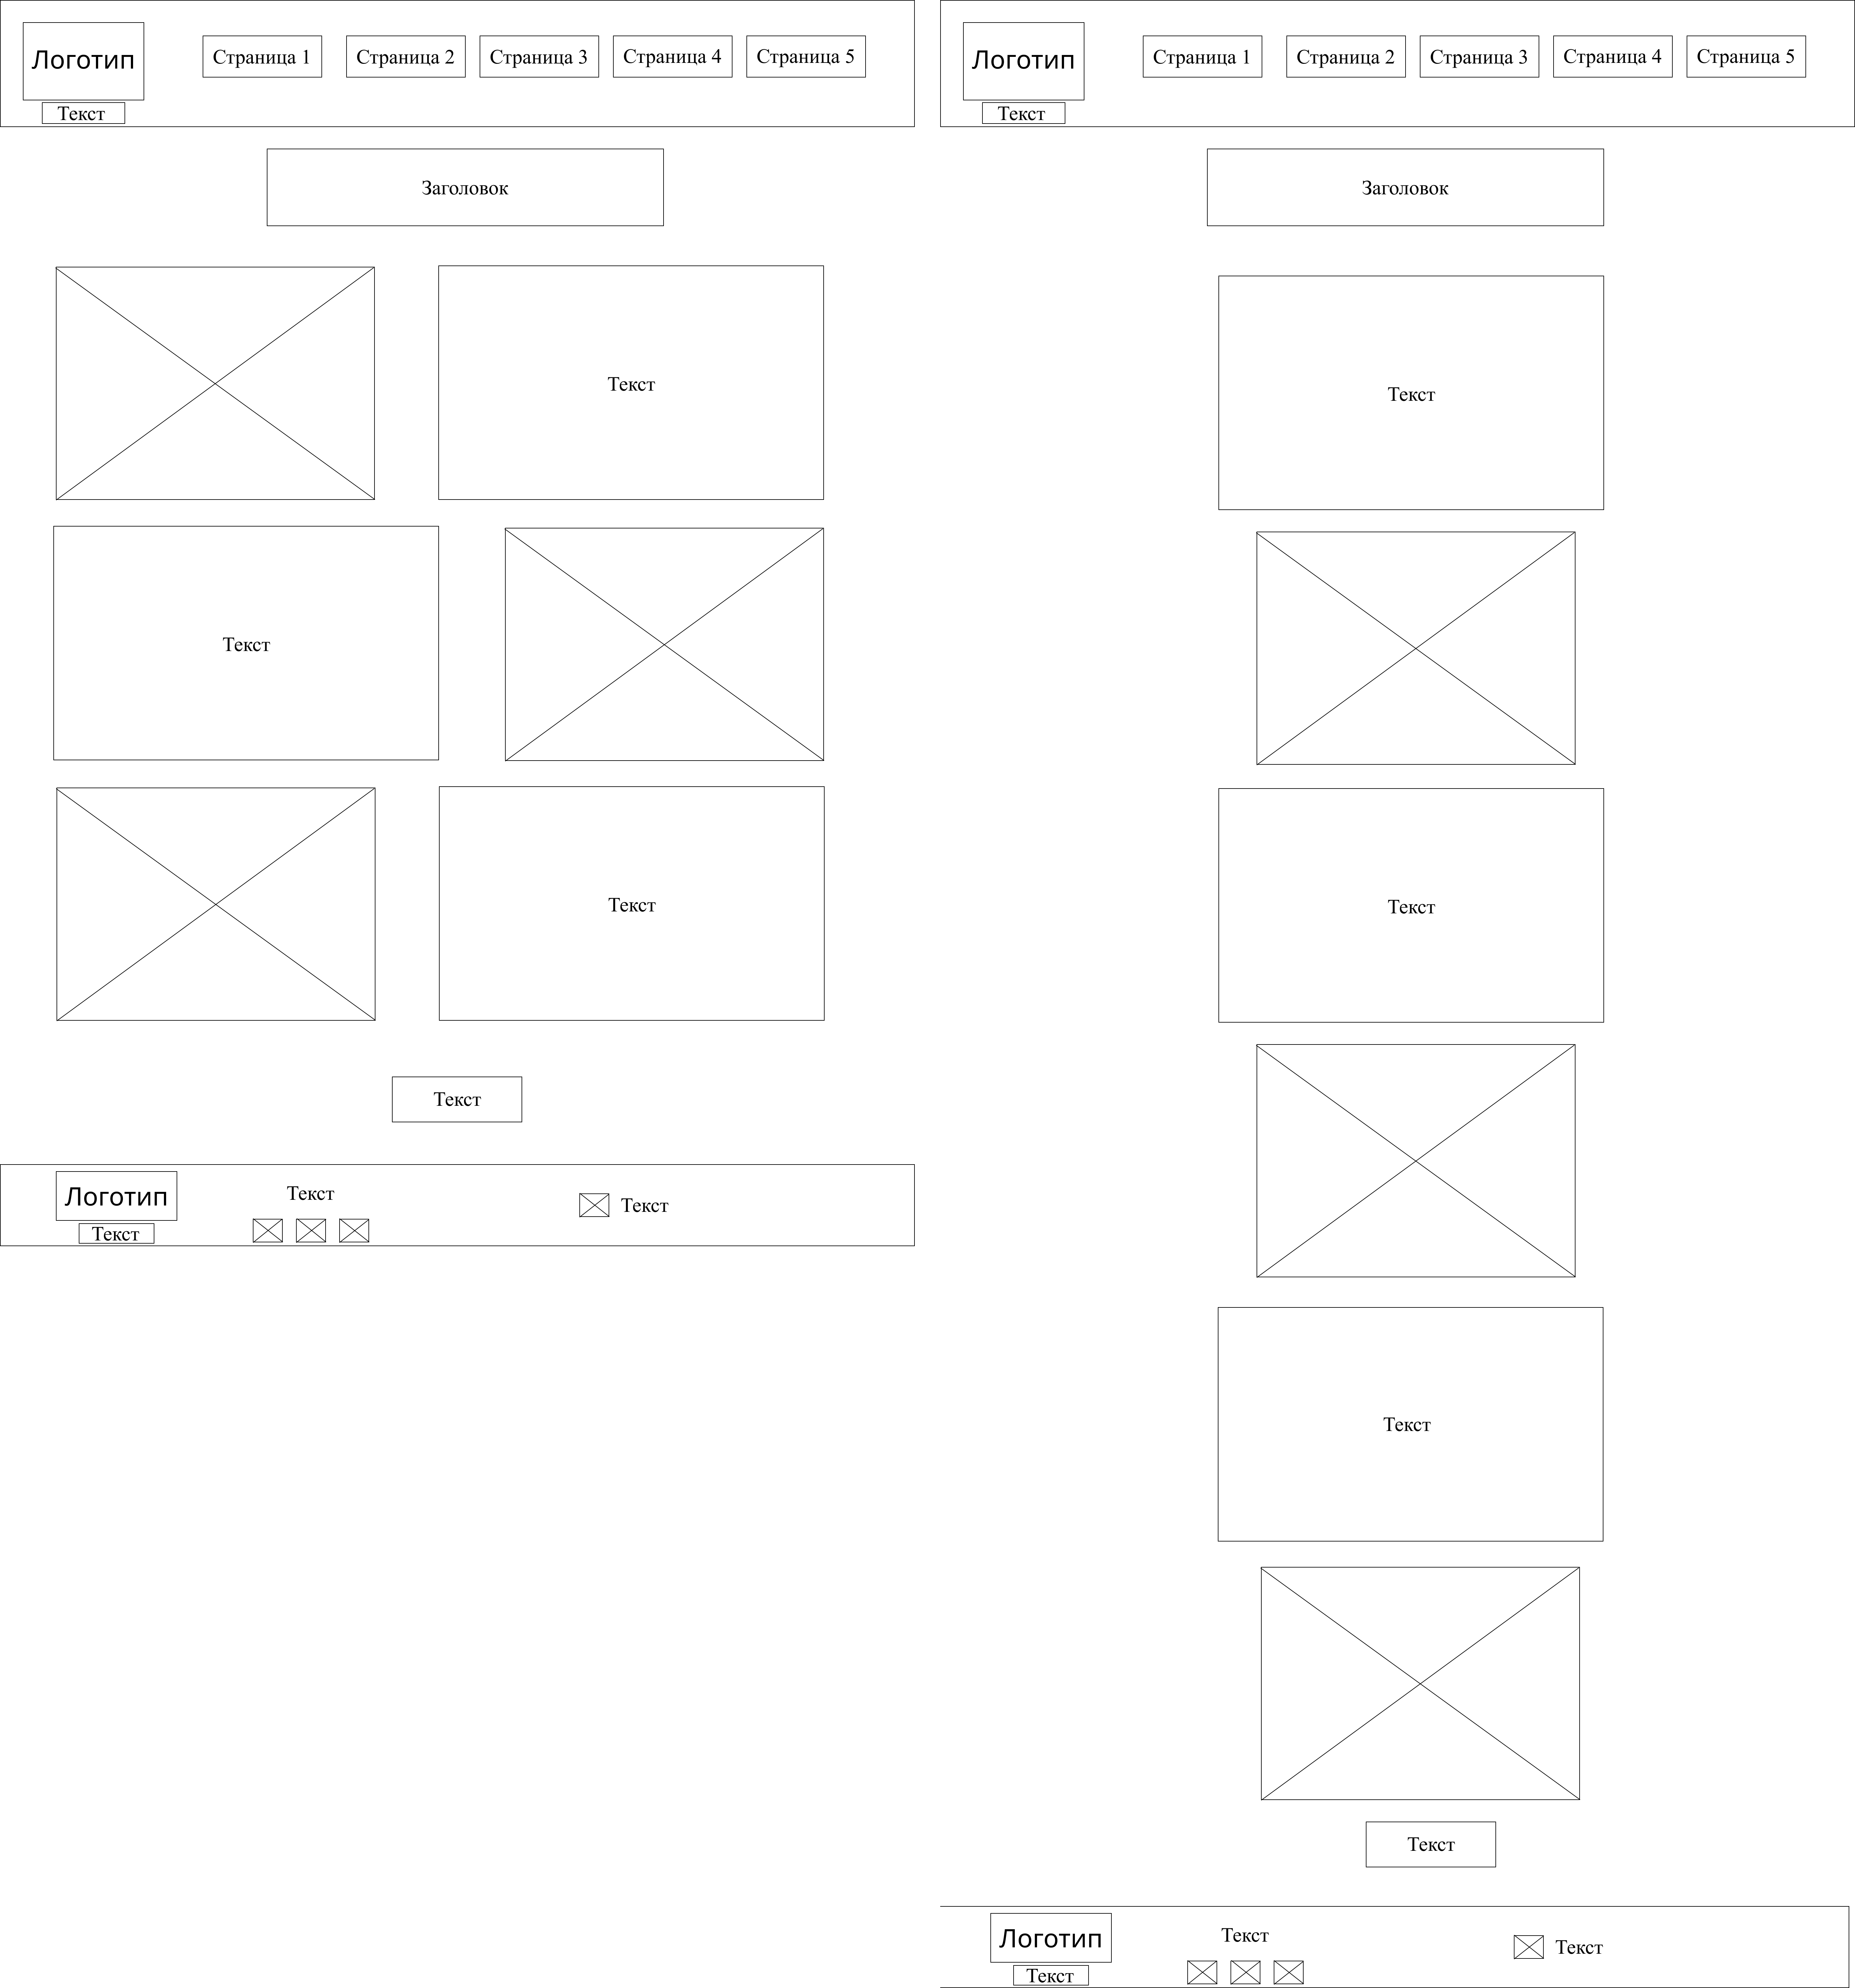 Логотип
Текст
Страница 1
Страница 2
Страница 3
Страница 4
Страница 5
Заголовок
Текст
Текст
Текст
Текст
Логотип
Текст
Текст
Текст
Логотип
Текст
Страница 1
Страница 2
Страница 3
Страница 4
Страница 5
Заголовок
Текст
Текст
Текст
Текст
Логотип
Текст
Текст
Текст